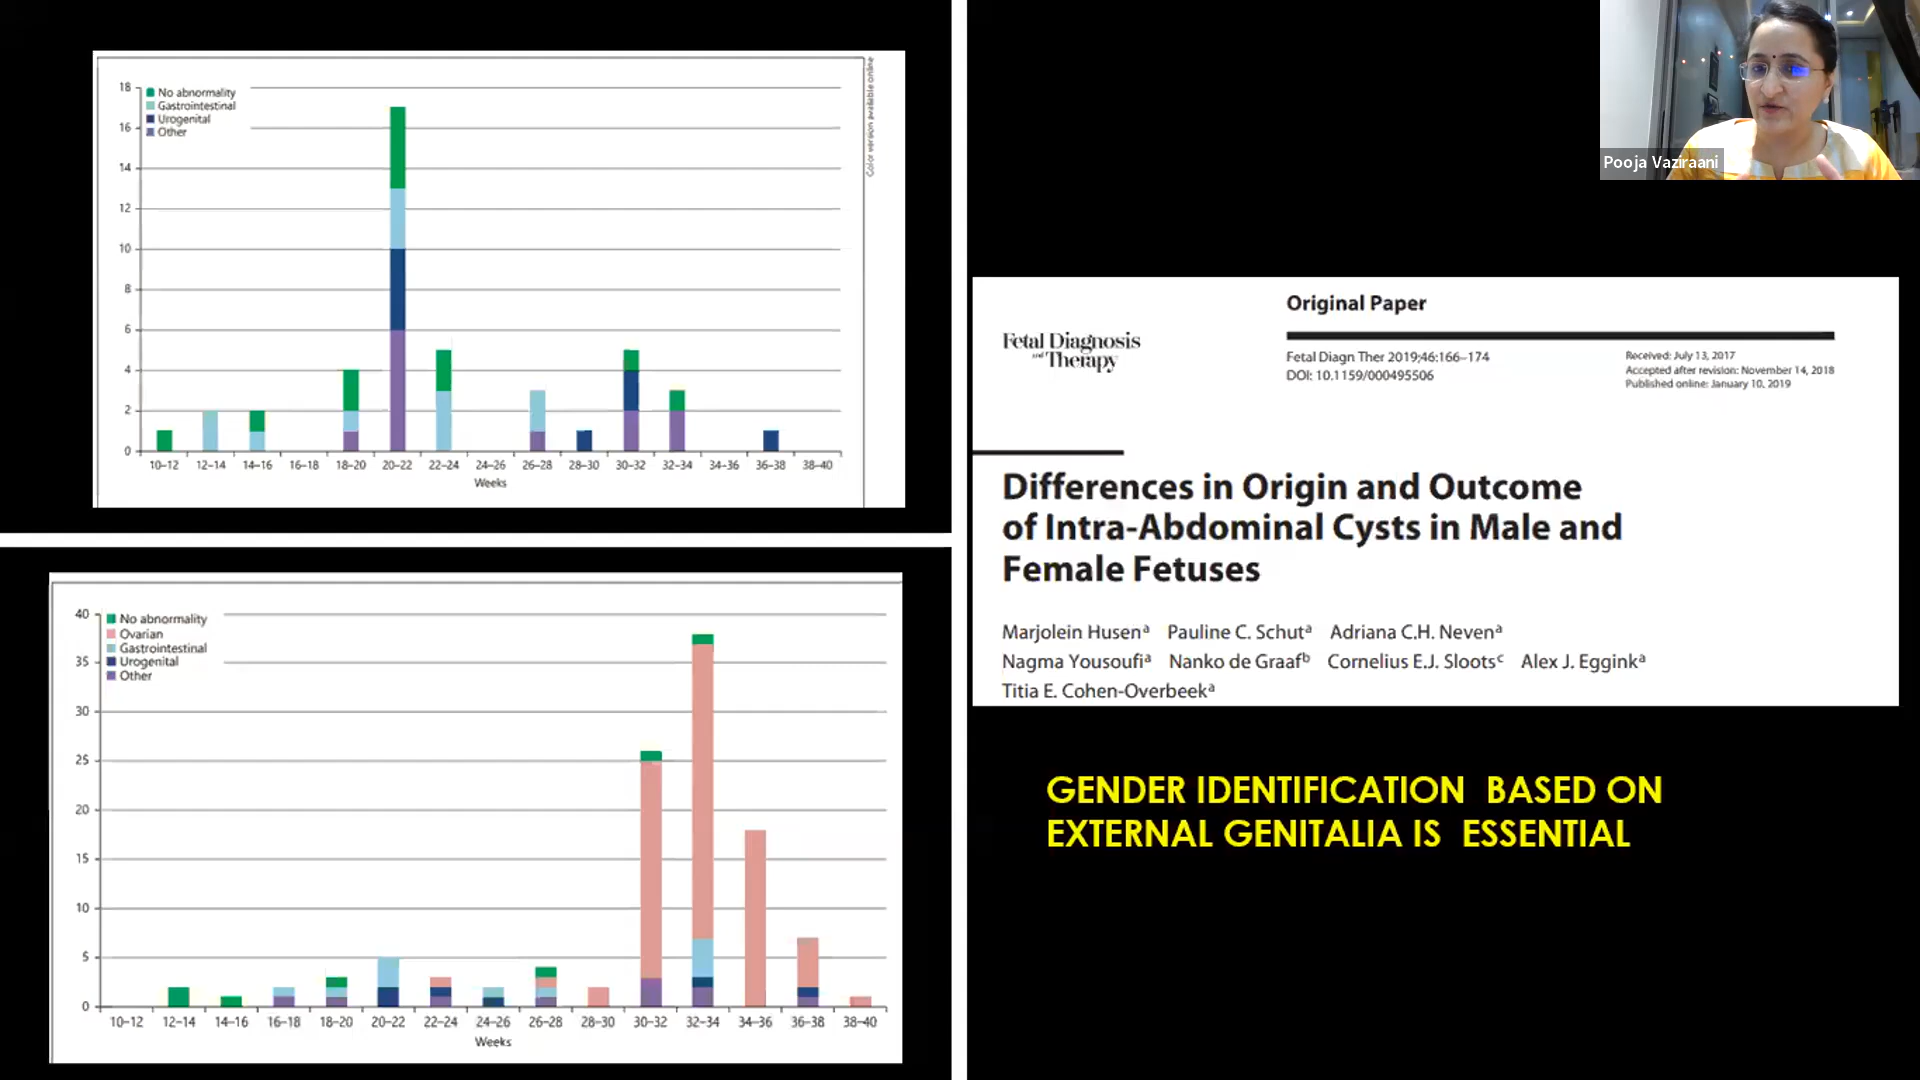 18
16
14
12
10
8
6
4
2
0
No abnormality
Gastrointestinal
Urogenital
Other
10–12 12–14 14–16 16–18 18–20 20–22 22–24 24–26 26–28 28–30 30–32 32–34 34–36 36–38 38–40
Weeks
Color version available online
40
35
30
25
20
15
10
5
0
No abnormality
Ovarian
Gastrointestinal
Urogenital
Other
10–12 12–14 14–16 16–18 18–20 20–22 22–24 24–26 26–28 28–30 30–32 32–34 34–36 36–38 38–40
Weeks
Pooja Vaziraani
Original Paper
Fetal Diagnosis
and Therapy
Fetal Diagn Ther 2019;46:166–174
DOI: 10.1159/000495506
Received: July 13, 2017
Accepted after revision: November 14, 2018
Published online: January 10, 2019
Differences in Origin and Outcome
of Intra-Abdominal Cysts in Male and
Female Fetuses
Marjolein Husenᵃ Pauline C. Schutᵃ Adriana C.H. Nevenᵃ
Nagma Yousoufiᵃ Nanko de Graafᵇ Cornelius E.J. Slootsᶜ Alex J. Egginkᵃ
Titia E. Cohen-Overbeekᵃ
GENDER IDENTIFICATION BASED ON
EXTERNAL GENITALIA IS ESSENTIAL